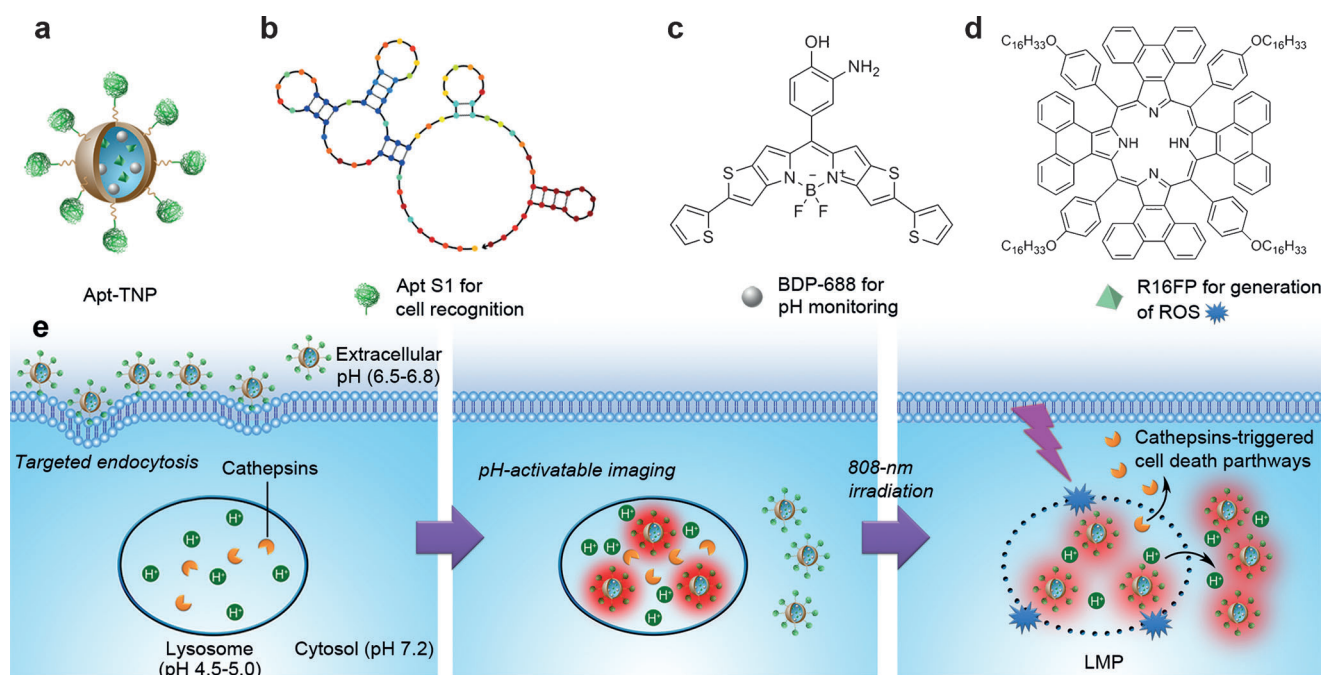 a
b
c
d
OH
NH₂
S
S
N
N⁺
B⁻
F
F
S
S
C₁₆H₃₃O
OC₁₆H₃₃
N
NH
HN
N
C₁₆H₃₃O
OC₁₆H₃₃
Apt-TNP
Apt S1 for
cell recognition
BDP-688 for
pH monitoring
R16FP for generation
of ROS
e
Extracellular
pH (6.5-6.8)
Targeted endocytosis
Cathepsins
H⁺
H⁺
H⁺
H⁺
H⁺
Lysosome
(pH 4.5-5.0)
Cytosol (pH 7.2)
pH-activatable imaging
H⁺
H⁺
H⁺
H⁺
H⁺
H⁺
808-nm
irradiation
Cathepsins-triggered
cell death parthways
H⁺
H⁺
H⁺
H⁺
H⁺
H⁺
LMP